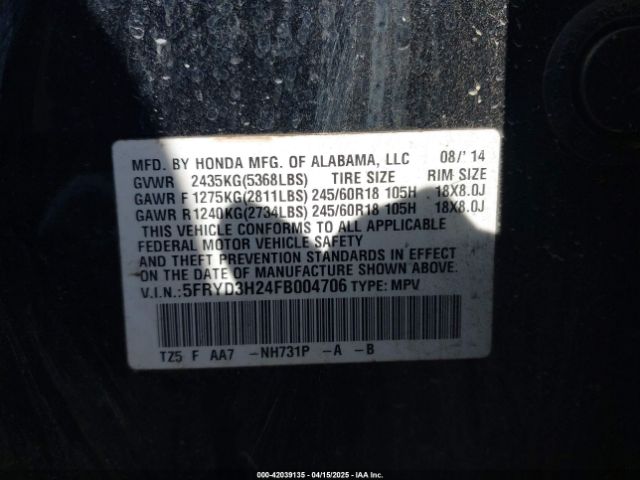 MFD. BY HONDA MFG. OF ALABAMA, LLC 08/'14
GVWR 2435KG(5368LBS) TIRE SIZE RIM SIZE
GAWR F 1275KG(2811LBS) 245/60R18 105H 18X8.0J
GAWR R1240KG(2734LBS) 245/60R18 105H 18X8.0J
THIS VEHICLE CONFORMS TO ALL APPLICABLE
FEDERAL MOTOR VEHICLE SAFETY
AND THEFT PREVENTION STANDARDS IN EFFECT
ON THE DATE OF MANUFACTURE SHOWN ABOVE.
V.I.N.:5FRYD3H24FB004706 TYPE: MPV
TZ5 F AA7 -NH731P -A -B
000-42039135 - 04/15/2025 - IAA Inc.